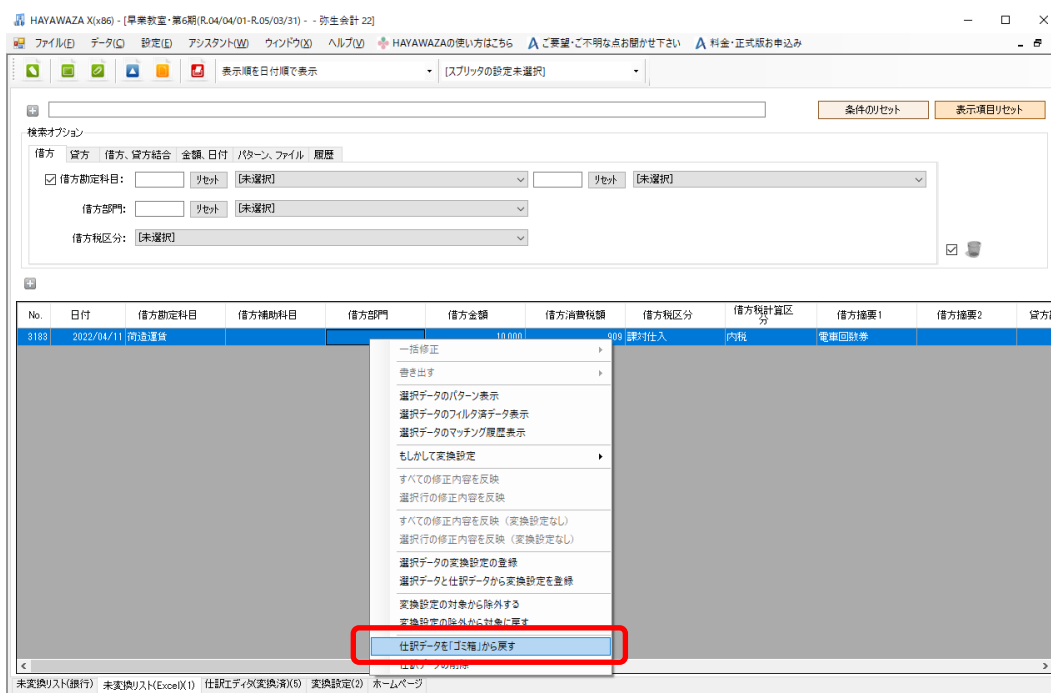 HAYAWAZA X(x86) - [早業教室・第6期(R.04/04/01-R.05/03/31) - - 弥生会計 22]
ファイル(F) データ(C) 設定(E) アシスタント(W) ウィンドウ(X) ヘルプ(V) HAYAWAZAの使い方はこちら ご要望・ご不明な点お聞かせ下さい 料金・正式版お申込み
表示順を日付順で表示 [スプリッタの設定未選択]
条件のリセット 表示項目リセット
検索オプション
借方 貸方 借方、貸方結合 金額、日付 パターン、ファイル 履歴
借方勘定科目: リセット [未選択] リセット [未選択]
借方部門: リセット [未選択]
借方税区分: [未選択]
No. 日付 借方勘定科目 借方補助科目 借方部門 借方金額 借方消費税額 借方税区分 借方税計算区分 借方摘要1 借方摘要2
3183 2022/04/11 荷造運賃 10,000 909 課対仕入 内税 電車回数券
一括修正
書き出す
選択データのパターン表示
選択データのフィルタ済データ表示
選択データのマッチング履歴表示
もしかして変換設定
すべての修正内容を反映
選択行の修正内容を反映
すべての修正内容を反映（変換設定なし）
選択行の修正内容を反映（変換設定なし）
選択データの変換設定の登録
選択データと仕訳データから変換設定を登録
変換設定の対象から除外する
変換設定の除外から対象に戻す
仕訳データを「ゴミ箱」から戻す
仕訳データの削除
未変換リスト(銀行) 未変換リスト(Excel)(1) 仕訳エディタ(変換済)(5) 変換設定(2) ホームページ